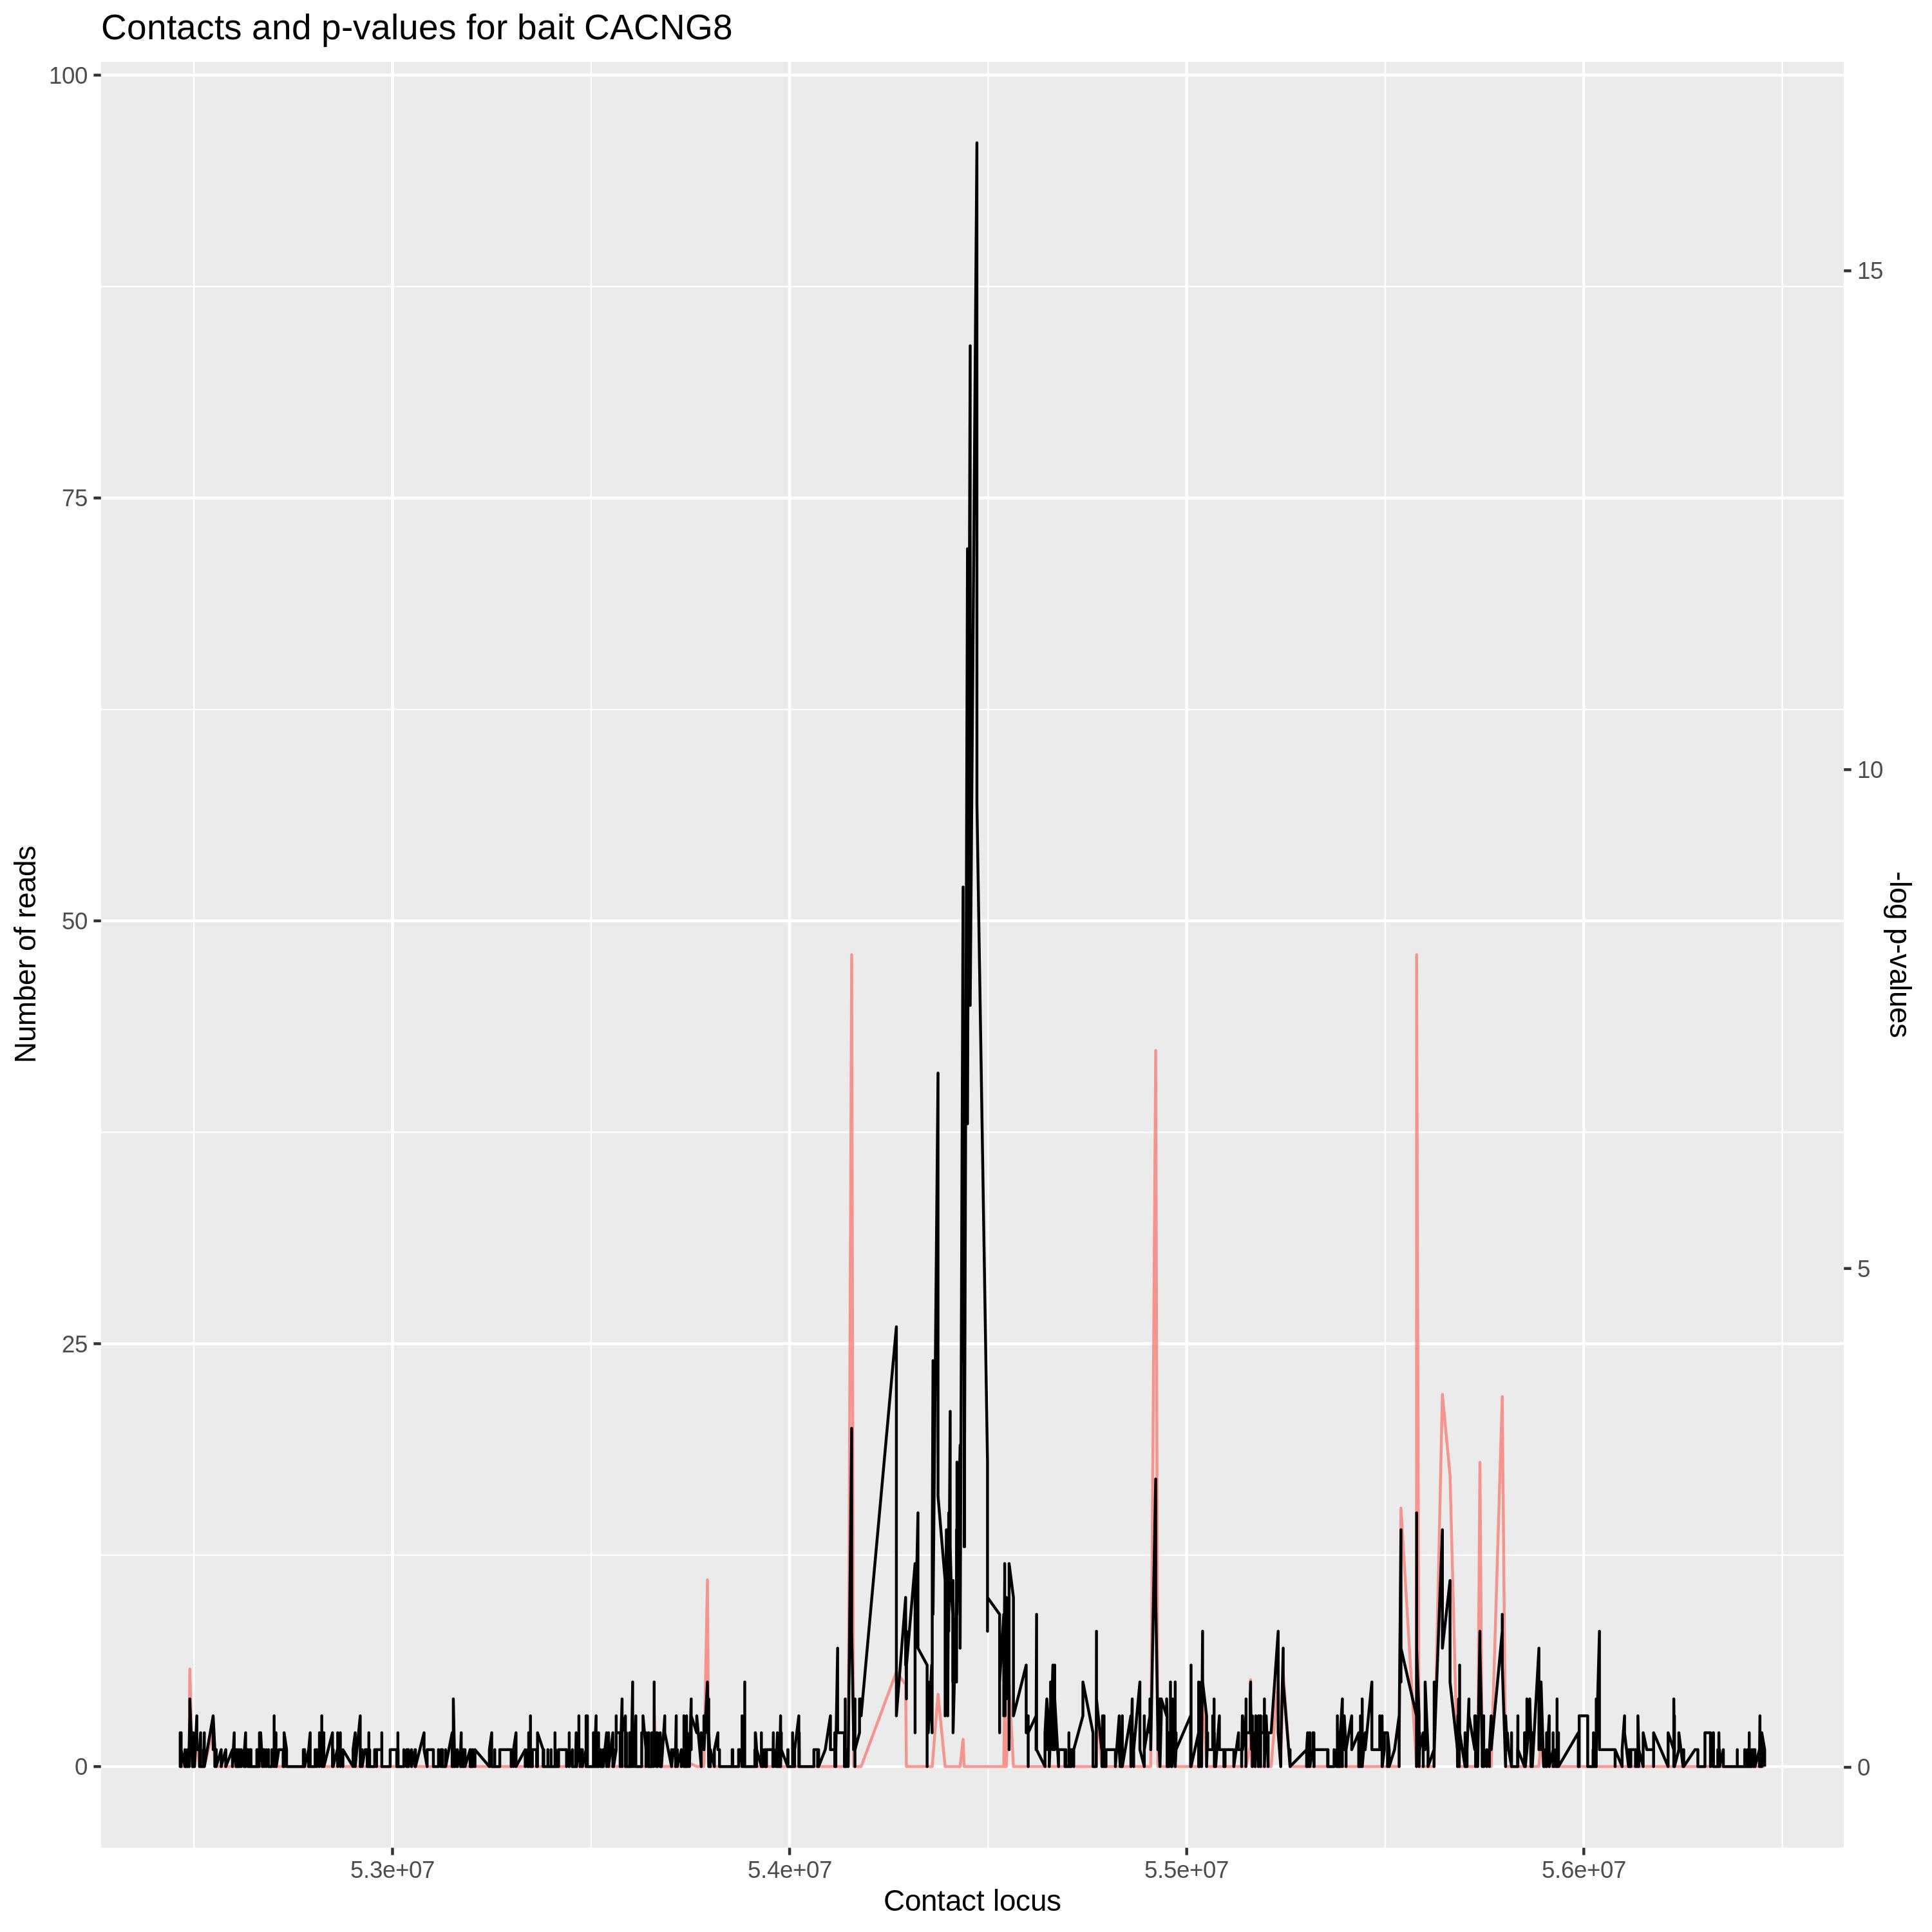 Contacts and p-values for bait CACNG8
100
75
50
25
0
Number of reads
15
10
5
0
-log p-values
5.3e+07
5.4e+07
5.5e+07
5.6e+07
Contact locus